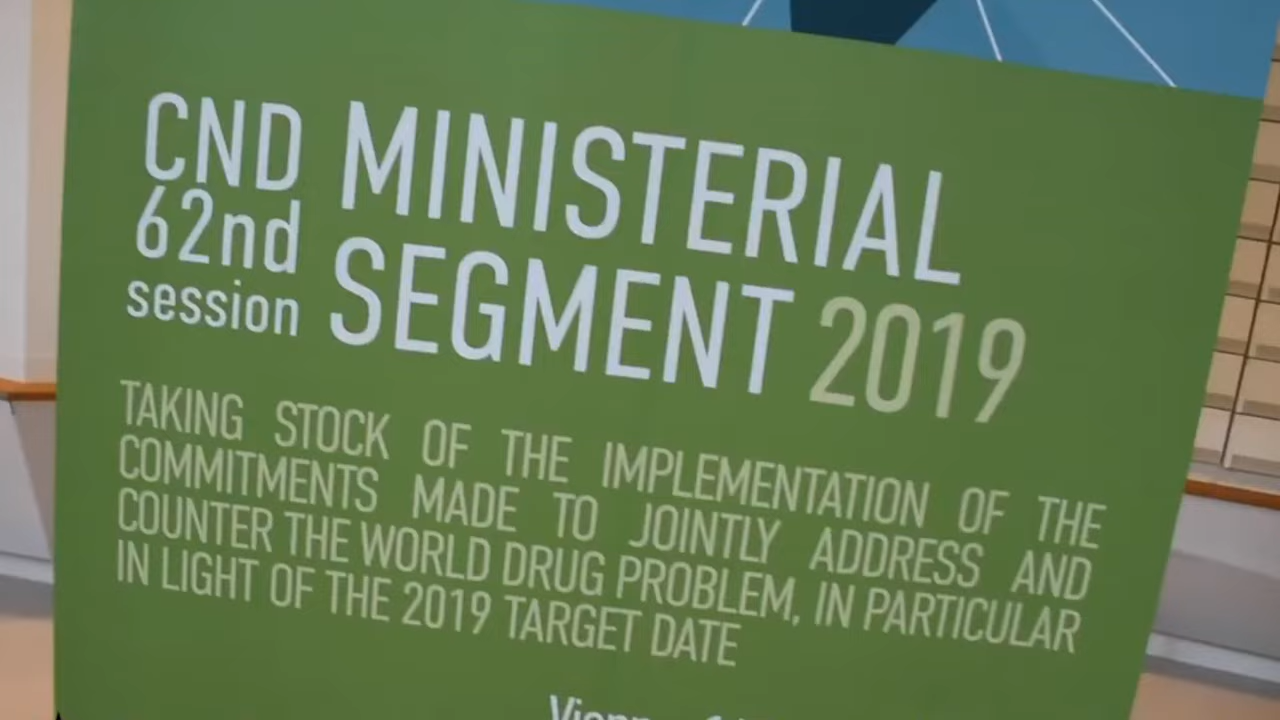 CND MINISTERIAL
62nd
session SEGMENT 2019
TAKING STOCK OF THE IMPLEMENTATION OF THE
COMMITMENTS MADE TO JOINTLY ADDRESS AND
COUNTER THE WORLD DRUG PROBLEM, IN PARTICULAR
IN LIGHT OF THE 2019 TARGET DATE